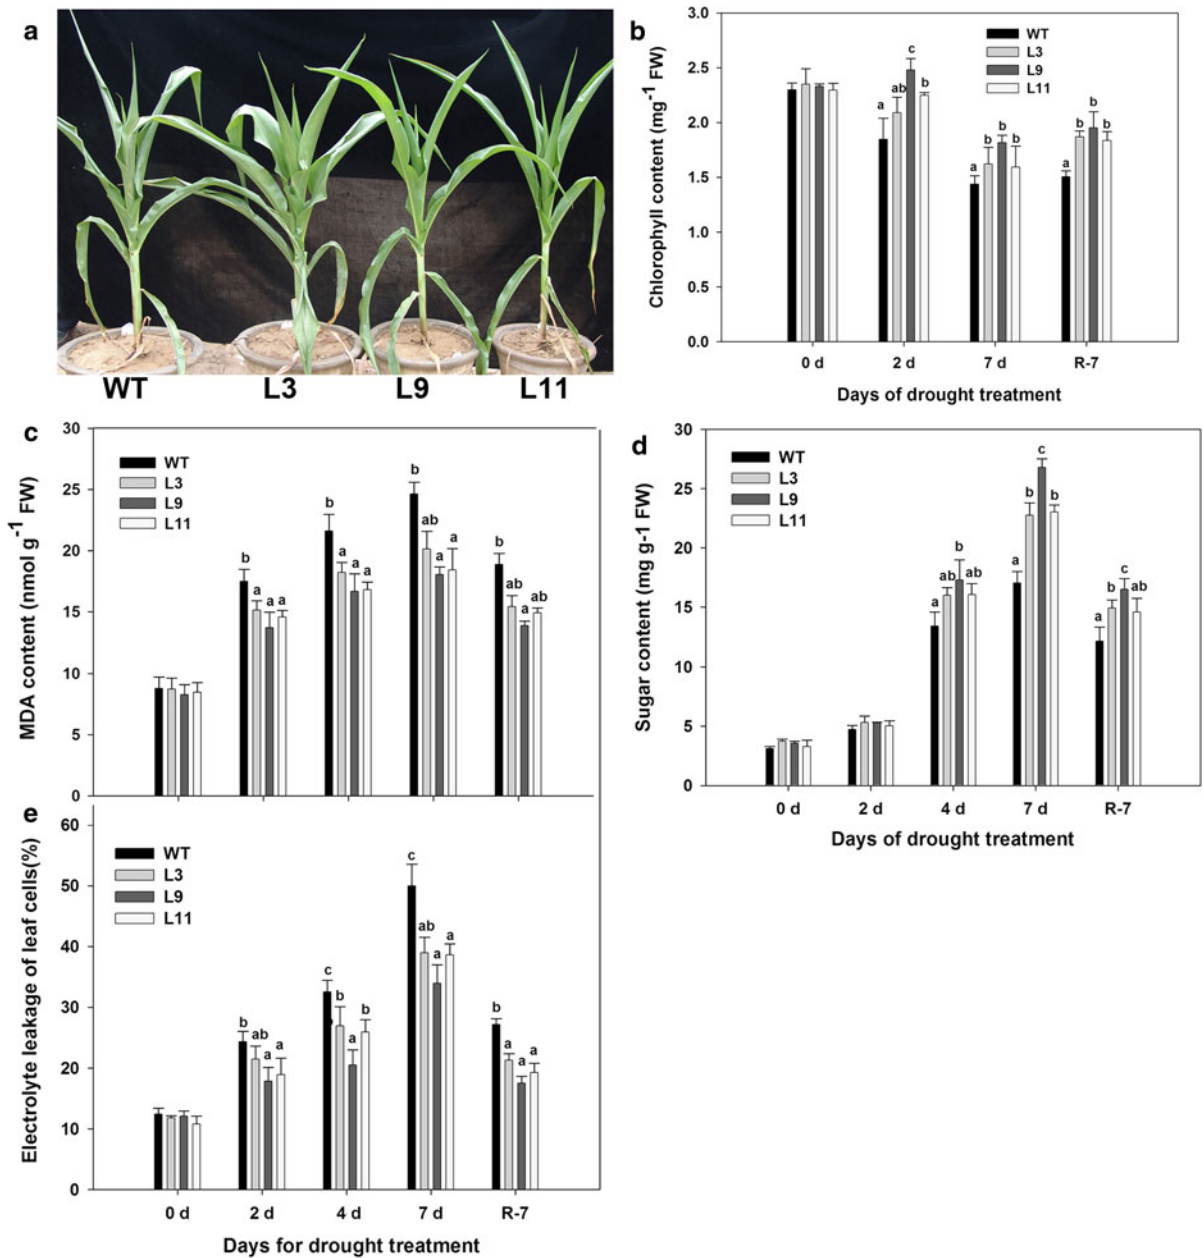 a
WT
L3
L9
L11
b
Chlorophyll content (mg⁻¹ FW)
3.0
2.5
2.0
1.5
1.0
0.5
0.0
WT
L3
L9
L11
a
ab
c
b
a
b
b
b
a
b
b
b
0 d
2 d
7 d
R-7
Days of drought treatment
c
MDA content (nmol g⁻¹ FW)
30
25
20
15
10
5
0
WT
L3
L9
L11
b
a
a
a
b
a
a
a
b
ab
a
a
b
ab
a
ab
d
Sugar content (mg g-1 FW)
30
25
20
15
10
5
0
WT
L3
L9
L11
a
ab
b
ab
a
b
c
b
a
b
c
ab
0 d
2 d
4 d
7 d
R-7
Days of drought treatment
e
Electrolyte leakage of leaf cells(%)
60
50
40
30
20
10
0
WT
L3
L9
L11
b
ab
a
a
c
b
a
b
c
ab
a
a
b
a
a
a
0 d
2 d
4 d
7 d
R-7
Days for drought treatment